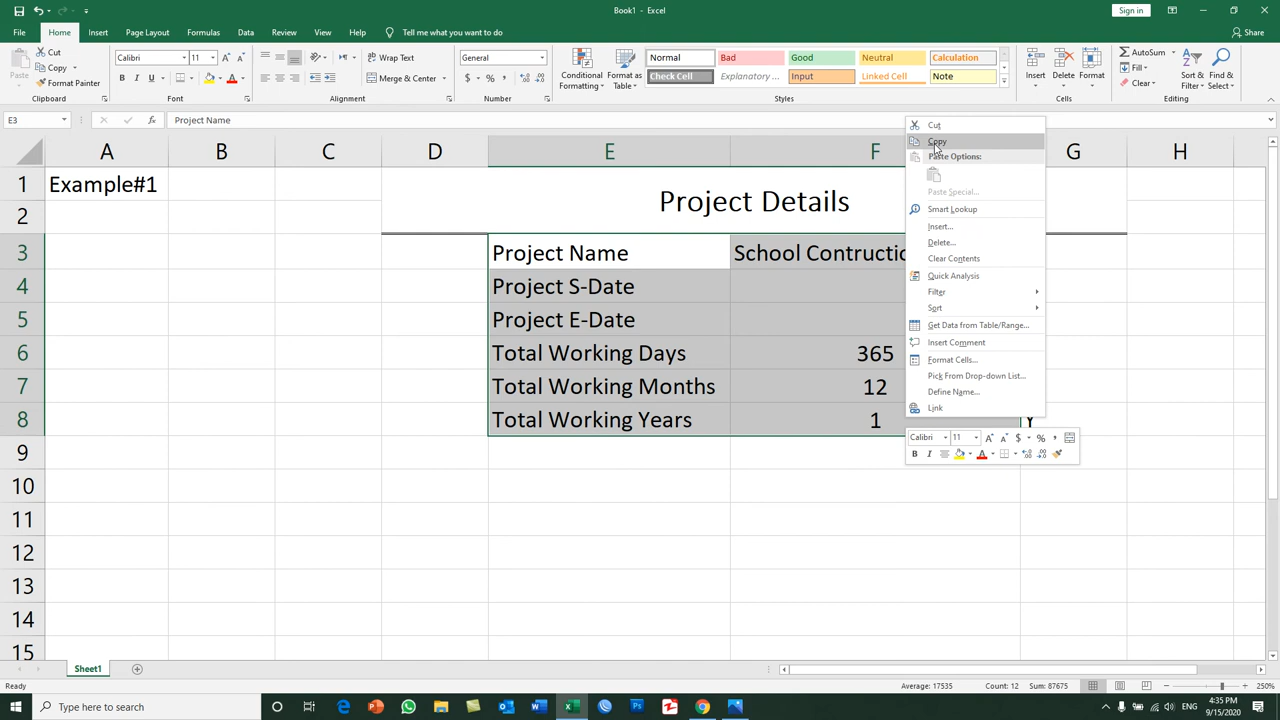 Book1 - Excel
Sign in
File Home Insert Page Layout Formulas Data Review View Help Tell me what you want to do Share
Paste
Cut
Copy
Format Painter
Clipboard
Calibri 11
B I U
Font
Wrap Text
Merge & Center
Alignment
General
$ %
Number
Conditional Formatting
Format as Table
Normal Bad Good Neutral Calculation
Check Cell Explanatory ... Input Linked Cell Note
Styles
Insert Delete Format
Cells
AutoSum
Fill
Clear
Sort & Filter
Find & Select
Editing
E3 fx Project Name
A B C D E F G H
1 Example#1
Project Details
2
3 Project Name School Contructio
4 Project S-Date
5 Project E-Date
6 Total Working Days 365
7 Total Working Months 12
8 Total Working Years 1 Y
9
10
11
12
13
14
15
Cut
Copy
Paste Options:
Paste Special...
Smart Lookup
Insert...
Delete...
Clear Contents
Quick Analysis
Filter
Sort
Get Data from Table/Range...
Insert Comment
Format Cells...
Pick From Drop-down List...
Define Name...
Link
Calibri 11 A A $ % ,
B I A
Sheet1
Ready Average: 17535 Count: 12 Sum: 87675 250%
Type here to search
4:35 PM
9/15/2020